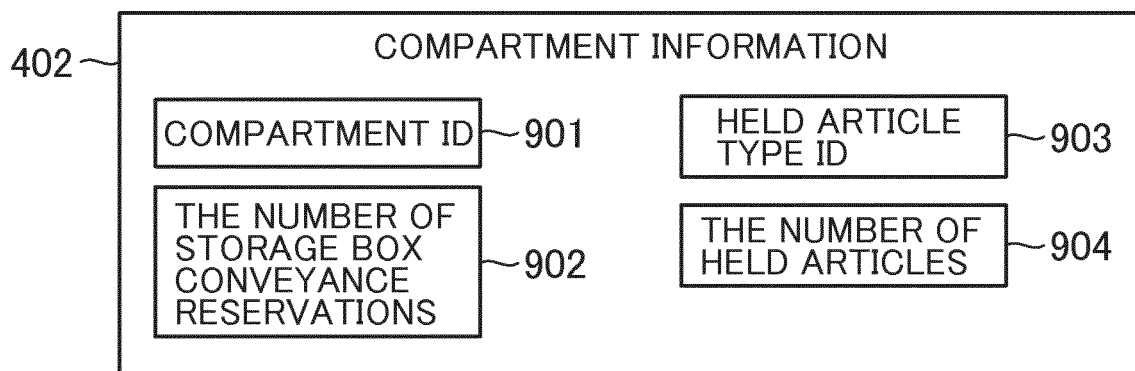 COMPARTMENT INFORMATION
402
COMPARTMENT ID
901
THE NUMBER OF
STORAGE BOX
CONVEYANCE
RESERVATIONS
902
HELD ARTICLE
TYPE ID
903
THE NUMBER OF
HELD ARTICLES
904